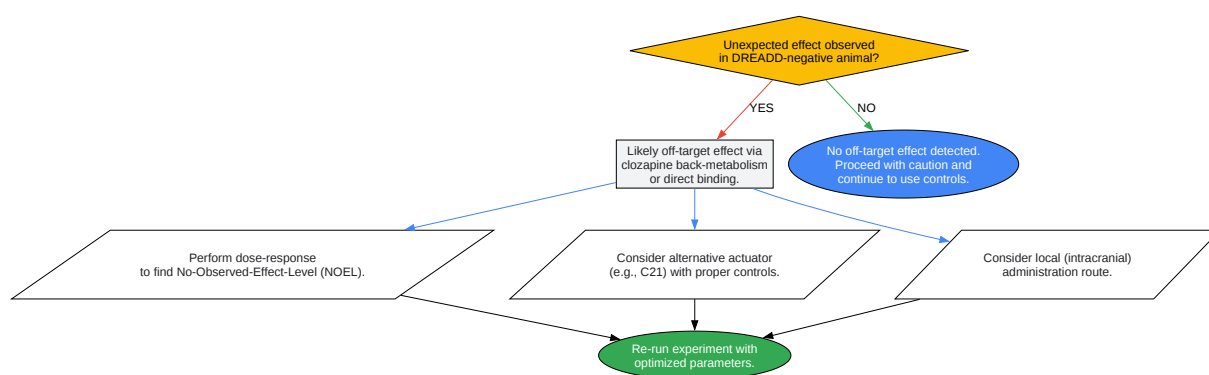 Unexpected effect observed
in DREADD-negative animal?
YES
NO
Likely off-target effect via
clozapine back-metabolism
or direct binding.
No off-target effect detected.
Proceed with caution and
continue to use controls.
Perform dose-response
to find No-Observed-Effect-Level (NOEL).
Consider alternative actuator
(e.g., C21) with proper controls.
Consider local (intracranial)
administration route.
Re-run experiment with
optimized parameters.